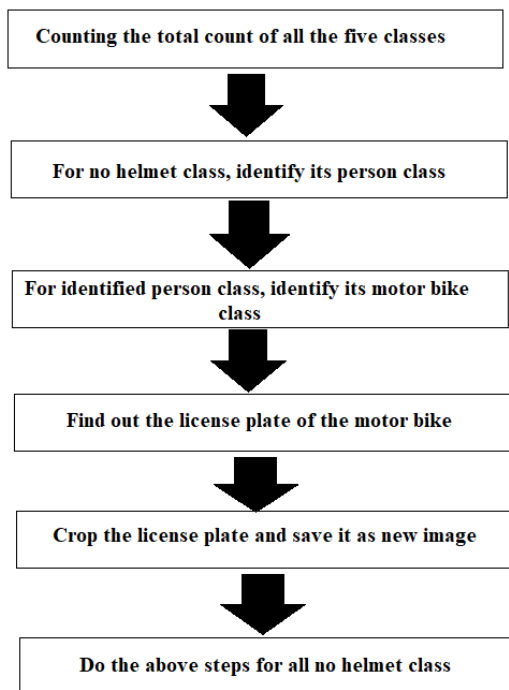 Counting the total count of all the five classes
For no helmet class, identify its person class
For identified person class, identify its motor bike
class
Find out the license plate of the motor bike
Crop the license plate and save it as new image
Do the above steps for all no helmet class